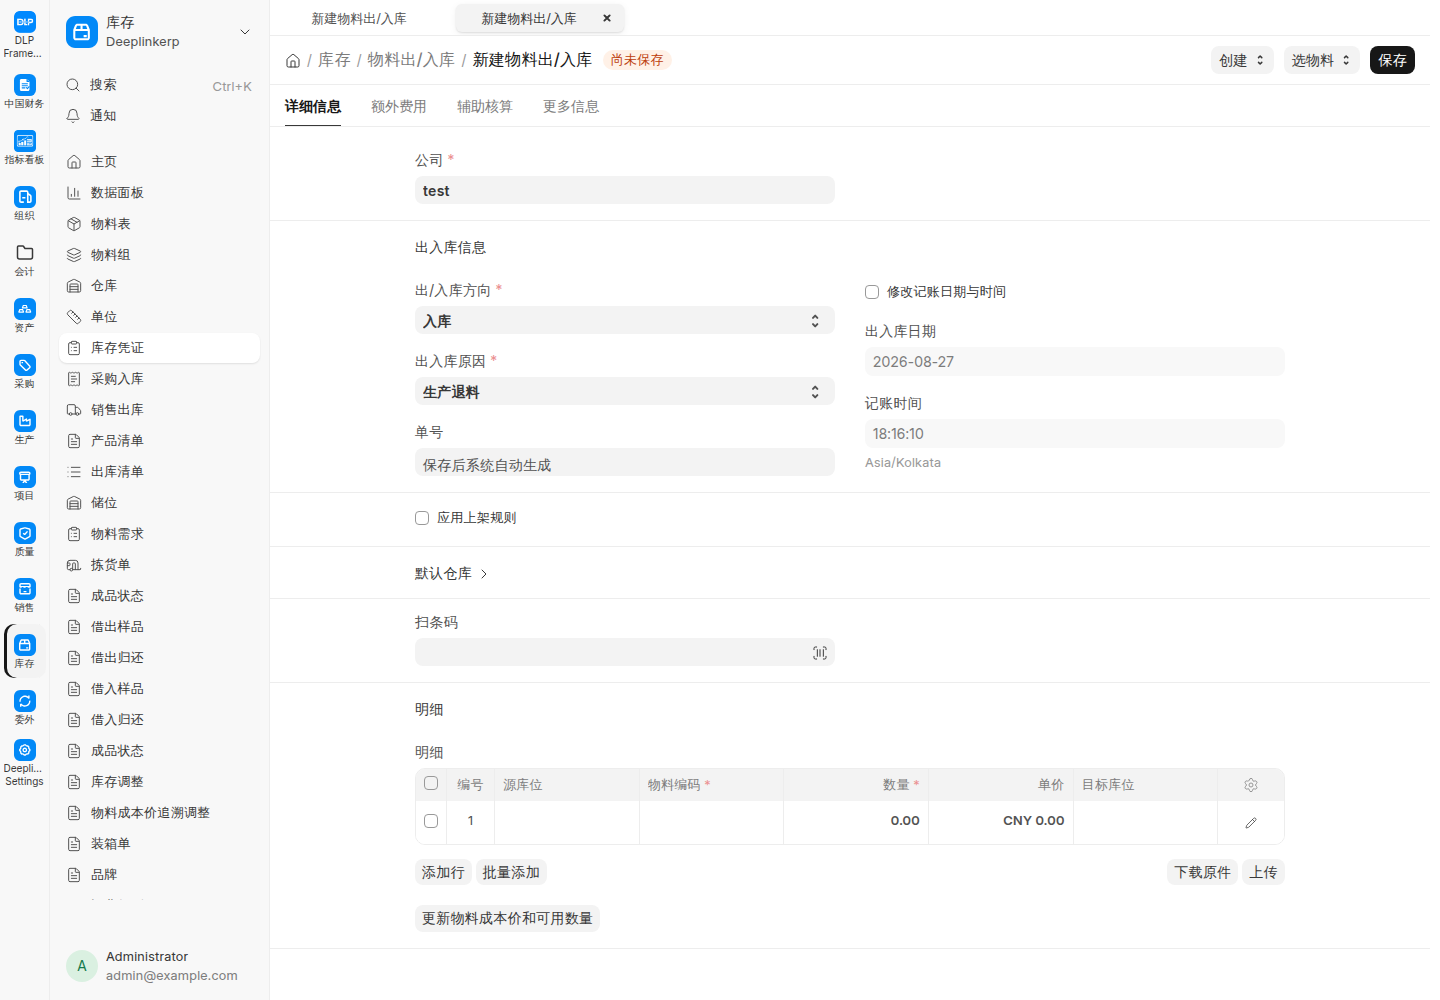 DLP
DLP
Frame...
中国财务
指标看板
组织
会计
资产
采购
生产
项目
质量
销售
库存
委外
Deepli...
Settings
库存
Deeplinkerp
搜索 Ctrl+K
通知
主页
数据面板
物料表
物料组
仓库
单位
库存凭证
采购入库
销售出库
产品清单
出库清单
储位
物料需求
拣货单
成品状态
借出样品
借出归还
借入样品
借入归还
成品状态
库存调整
物料成本价追溯调整
装箱单
品牌
A
Administrator
admin@example.com
新建物料出/入库 新建物料出/入库
/ 库存 / 物料出/入库 / 新建物料出/入库 尚未保存
创建 选物料 保存
详细信息 额外费用 辅助核算 更多信息
公司 *
test
出入库信息
出/入库方向 *
入库
出入库原因 *
生产退料
单号
保存后系统自动生成
修改记账日期与时间
出入库日期
2026-08-27
记账时间
18:16:10
Asia/Kolkata
应用上架规则
默认仓库
扫条码
明细
明细
编号 源库位 物料编码 * 数量 * 单价 目标库位
1 0.00 CNY 0.00
添加行 批量添加 下载原件 上传
更新物料成本价和可用数量